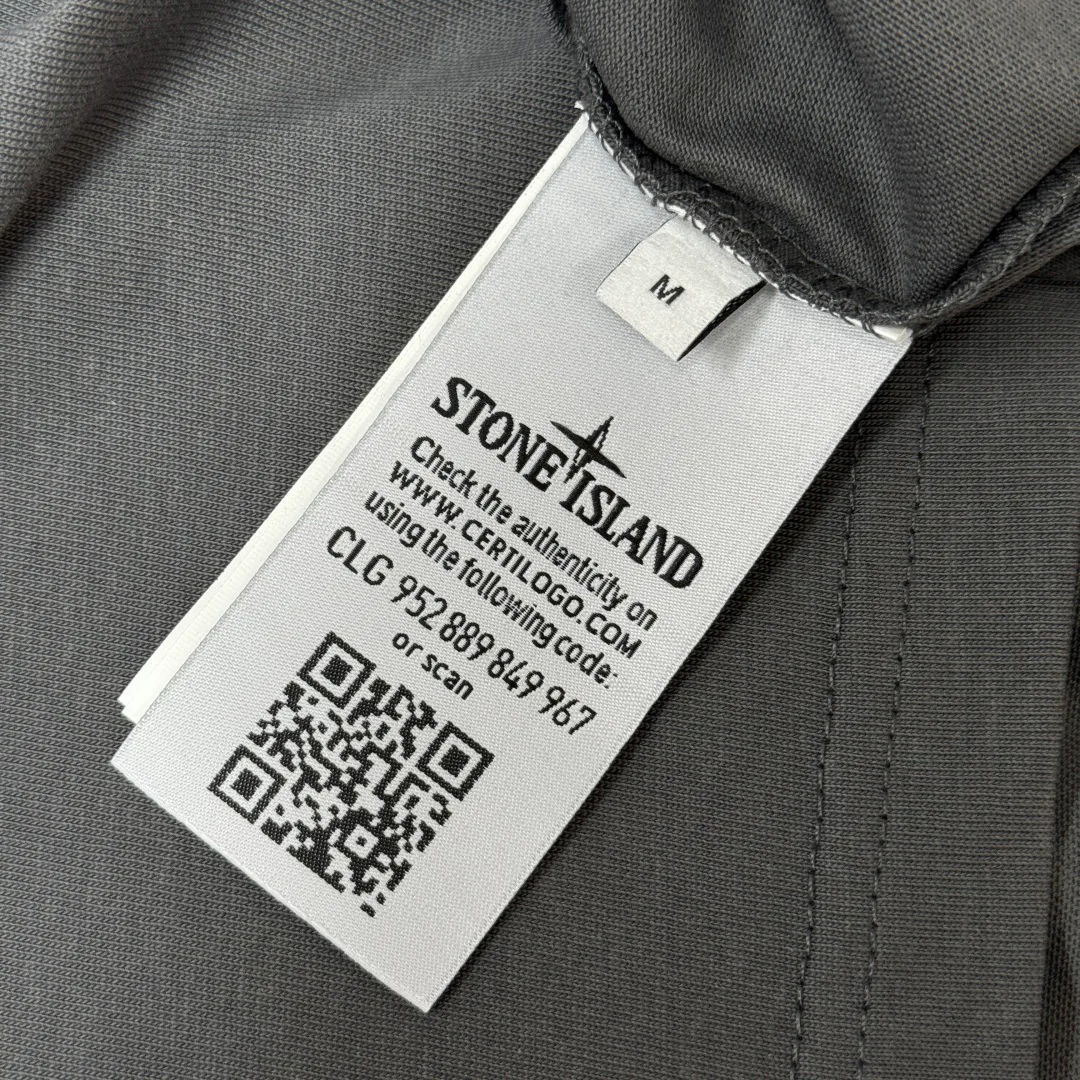 M
STONE ISLAND
Check the authenticity on
WWW.CERTILOGO.COM
using the following code:
CLG 952 889 849 967
or scan